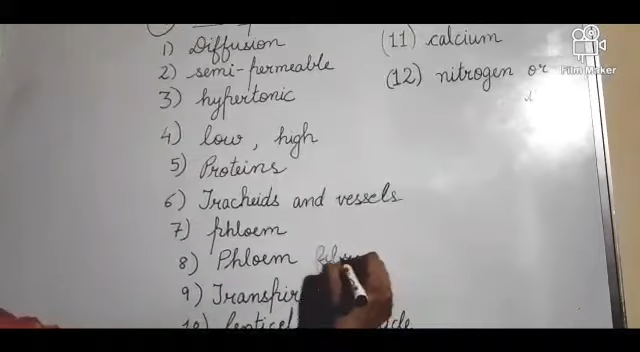 1) Diffusion
2) semi-permeable
3) hypertonic
4) low, high
5) Proteins
6) Tracheids and vessels
7) phloem
8) Phloem
9) Transpir
10)
(11) calcium
(12) nitrogen or
Film Maker